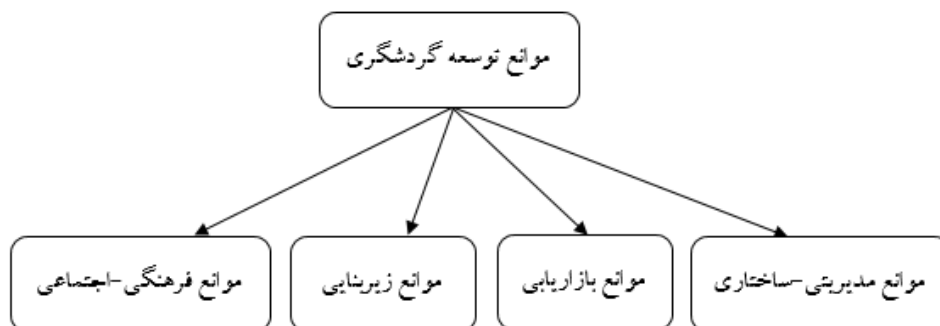 موانع توسعه گردشگری
موانع مدیریتی-ساختاری
موانع بازاریابی
موانع زیربنایی
موانع فرهنگی-اجتماعی